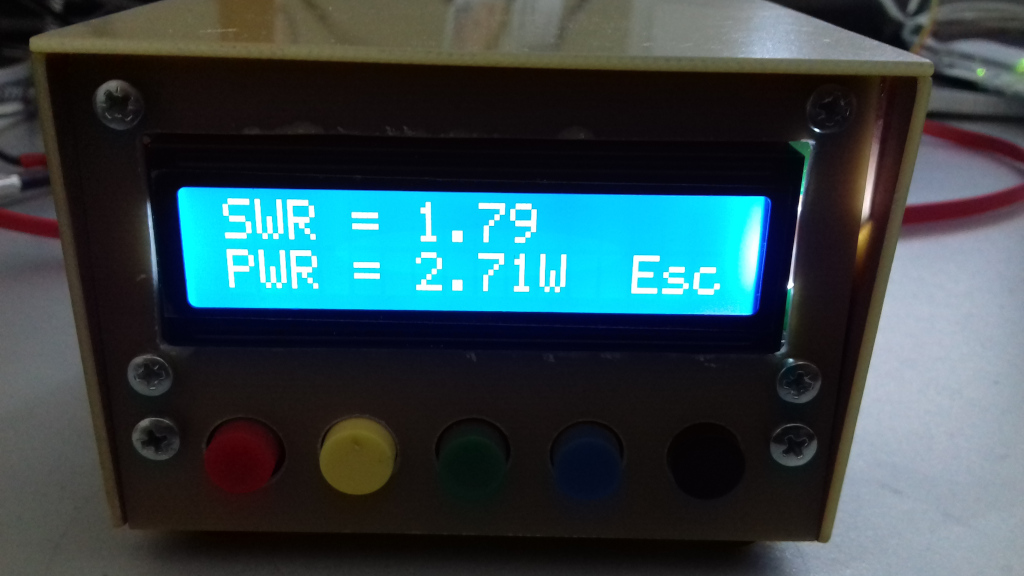 SWR = 1.79
PWR = 2.71W Esc